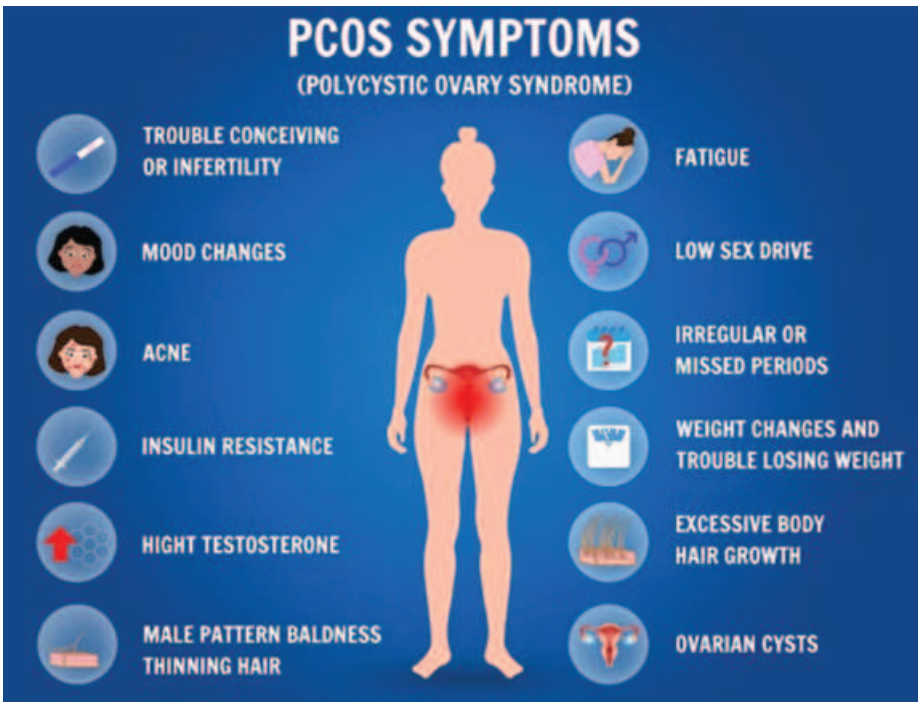 PCOS SYMPTOMS
(POLYCYSTIC OVARY SYNDROME)
TROUBLE CONCEIVING
OR INFERTILITY
MOOD CHANGES
ACNE
INSULIN RESISTANCE
HIGHT TESTOSTERONE
MALE PATTERN BALDNESS
THINNING HAIR
FATIGUE
LOW SEX DRIVE
IRREGULAR OR
MISSED PERIODS
WEIGHT CHANGES AND
TROUBLE LOSING WEIGHT
EXCESSIVE BODY
HAIR GROWTH
OVARIAN CYSTS